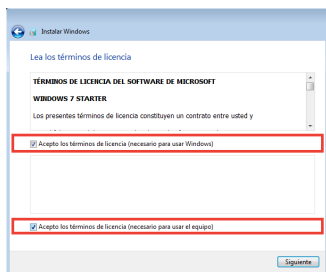 Instalar Windows
Lea los términos de licencia
TÉRMINOS DE LICENCIA DEL SOFTWARE DE MICROSOFT
WINDOWS 7 STARTER
Los presentes términos de licencia constituyen un contrato entre usted y
Acepto los términos de licencia (necesario para usar Windows)
Acepto los términos de licencia (necesario para usar el equipo)
Siguiente